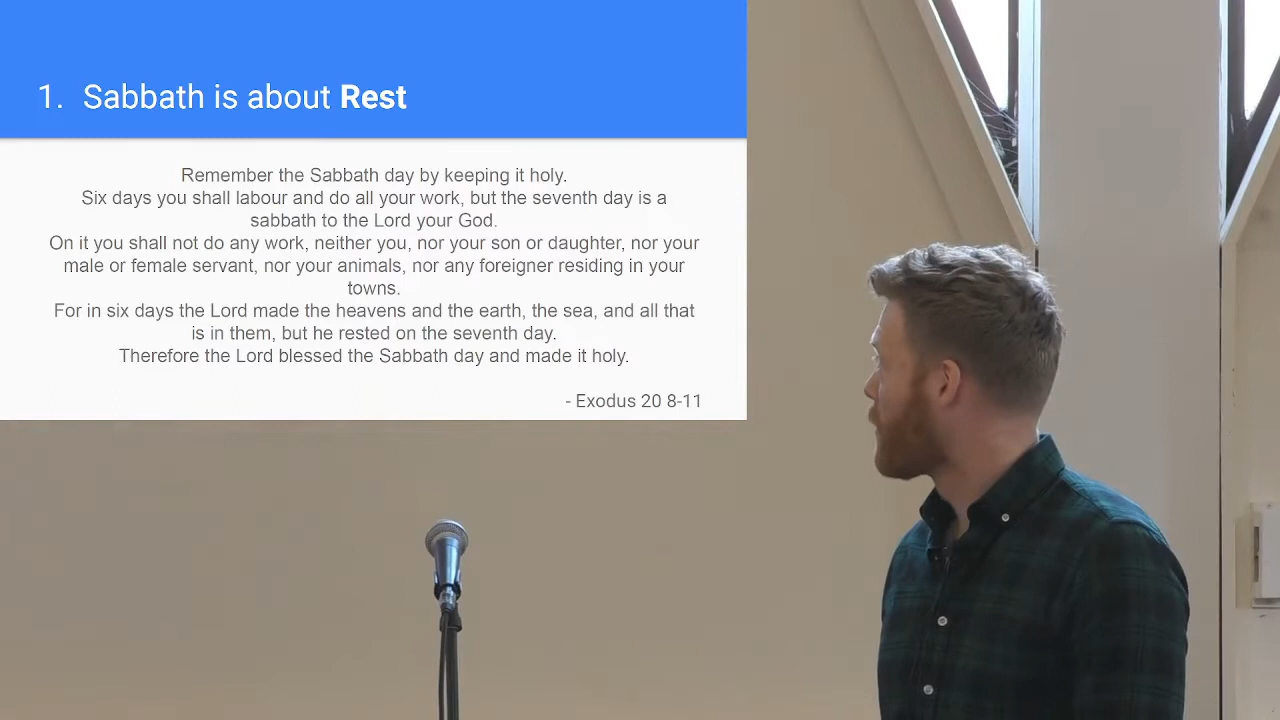 1. Sabbath is about Rest
Remember the Sabbath day by keeping it holy.
Six days you shall labour and do all your work, but the seventh day is a
sabbath to the Lord your God.
On it you shall not do any work, neither you, nor your son or daughter, nor your
male or female servant, nor your animals, nor any foreigner residing in your
towns.
For in six days the Lord made the heavens and the earth, the sea, and all that
is in them, but he rested on the seventh day.
Therefore the Lord blessed the Sabbath day and made it holy.
- Exodus 20 8-11